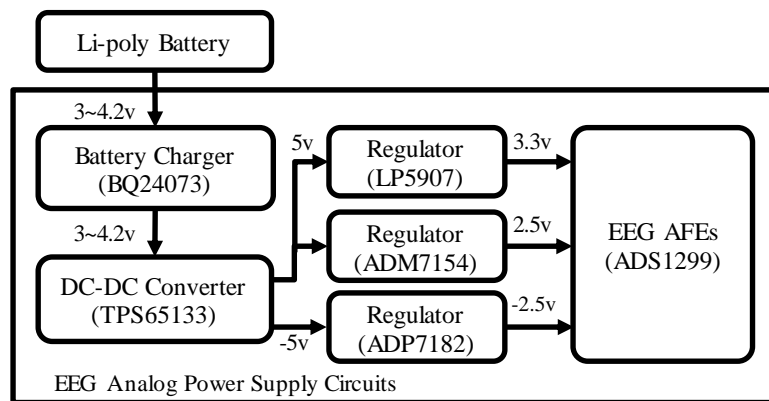 Li-poly Battery
3~4.2v
Battery Charger
(BQ24073)
3~4.2v
DC-DC Converter
(TPS65133)
5v
-5v
Regulator
(LP5907)
3.3v
Regulator
(ADM7154)
2.5v
Regulator
(ADP7182)
-2.5v
EEG AFEs
(ADS1299)
EEG Analog Power Supply Circuits